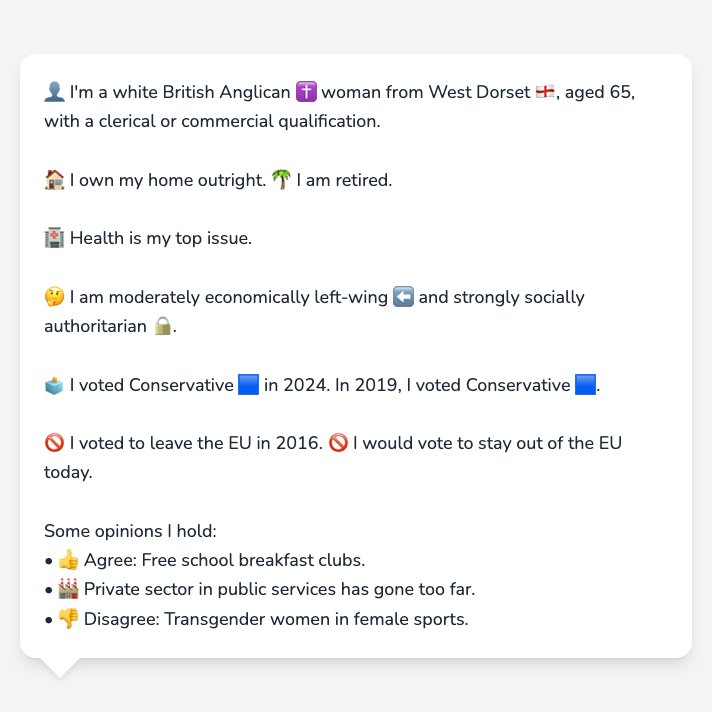 👤 I'm a white British Anglican ✝️ woman from West Dorset 🏴󠁧󠁢󠁥󠁮󠁧󠁿, aged 65,
with a clerical or commercial qualification.
🏠 I own my home outright. 🌴 I am retired.
🏥 Health is my top issue.
🤔 I am moderately economically left-wing ⬅️ and strongly socially
authoritarian 🔒.
🗳️ I voted Conservative 🟦 in 2024. In 2019, I voted Conservative 🟦.
🚫 I voted to leave the EU in 2016. 🚫 I would vote to stay out of the EU
today.
Some opinions I hold:
• 👍 Agree: Free school breakfast clubs.
• 🏭 Private sector in public services has gone too far.
• 👎 Disagree: Transgender women in female sports.